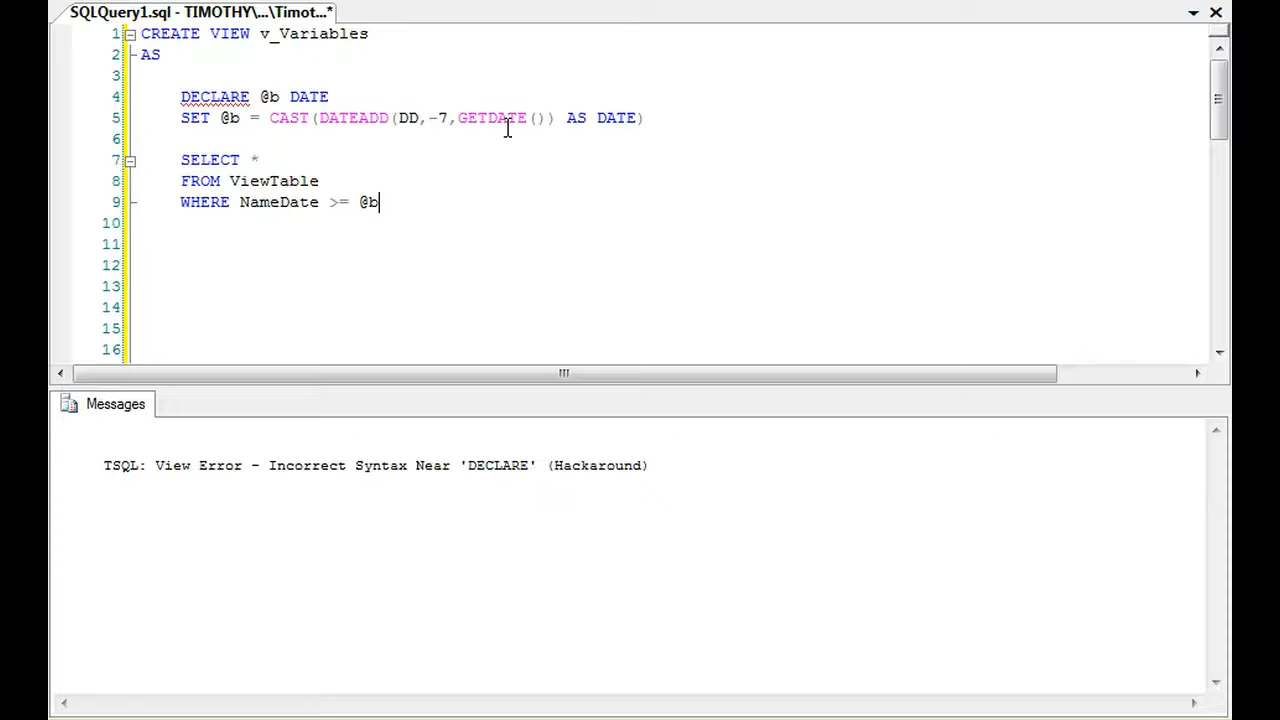 SQLQuery1.sql - TIMOTHY\...\Timot...*
1 CREATE VIEW v_Variables
2 AS
3
4 DECLARE @b DATE
5 SET @b = CAST(DATEADD(DD,-7,GETDATE()) AS DATE)
6
7 SELECT *
8 FROM ViewTable
9 WHERE NameDate >= @b
10
11
12
13
14
15
16
Messages
TSQL: View Error - Incorrect Syntax Near 'DECLARE' (Hackaround)